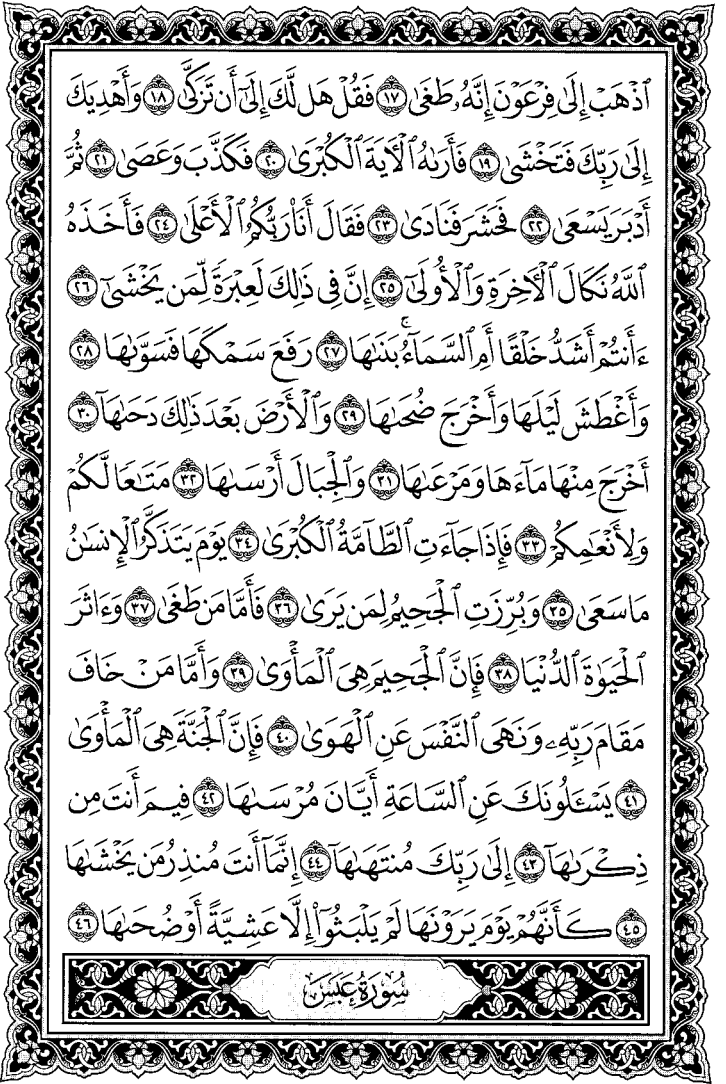 ٱذْهَبْ إِلَىٰ فِرْعَوْنَ إِنَّهُۥ طَغَىٰ ١٧ فَقُلْ هَل لَّكَ إِلَىٰٓ أَن تَزَكَّىٰ ١٨ وَأَهْدِيَكَ
إِلَىٰ رَبِّكَ فَتَخْشَىٰ ١٩ فَأَرَىٰهُ ٱلْءَايَةَ ٱلْكُبْرَىٰ ٢٠ فَكَذَّبَ وَعَصَىٰ ٢١ ثُمَّ
أَدْبَرَ يَسْعَىٰ ٢٢ فَحَشَرَ فَنَادَىٰ ٢٣ فَقَالَ أَنَا۠ رَبُّكُمُ ٱلْأَعْلَىٰ ٢٤ فَأَخَذَهُ
ٱللَّهُ نَكَالَ ٱلْءَاخِرَةِ وَٱلْأُولَىٰٓ ٢٥ إِنَّ فِى ذَٰلِكَ لَعِبْرَةً لِّمَن يَخْشَىٰٓ ٢٦
ءَأَنتُمْ أَشَدُّ خَلْقًا أَمِ ٱلسَّمَآءُ ۚ بَنَىٰهَا ٢٧ رَفَعَ سَمْكَهَا فَسَوَّىٰهَا ٢٨
وَأَغْطَشَ لَيْلَهَا وَأَخْرَجَ ضُحَىٰهَا ٢٩ وَٱلْأَرْضَ بَعْدَ ذَٰلِكَ دَحَىٰهَآ ٣٠
أَخْرَجَ مِنْهَا مَآءَهَا وَمَرْعَىٰهَا ٣١ وَٱلْجِبَالَ أَرْسَىٰهَا ٣٢ مَتَـٰعًا لَّكُمْ
وَلِأَنْعَـٰمِكُمْ ٣٣ فَإِذَا جَآءَتِ ٱلطَّآمَّةُ ٱلْكُبْرَىٰ ٣٤ يَوْمَ يَتَذَكَّرُ ٱلْإِنسَـٰنُ
مَا سَعَىٰ ٣٥ وَبُرِّزَتِ ٱلْجَحِيمُ لِمَن يَرَىٰ ٣٦ فَأَمَّا مَن طَغَىٰ ٣٧ وَءَاثَرَ
ٱلْحَيَوٰةَ ٱلدُّنْيَا ٣٨ فَإِنَّ ٱلْجَحِيمَ هِىَ ٱلْمَأْوَىٰ ٣٩ وَأَمَّا مَنْ خَافَ
مَقَامَ رَبِّهِۦ وَنَهَى ٱلنَّفْسَ عَنِ ٱلْهَوَىٰ ٤٠ فَإِنَّ ٱلْجَنَّةَ هِىَ ٱلْمَأْوَىٰ
٤١ يَسْـَٔلُونَكَ عَنِ ٱلسَّاعَةِ أَيَّانَ مُرْسَىٰهَا ٤٢ فِيمَ أَنتَ مِن
ذِكْرَىٰهَآ ٤٣ إِلَىٰ رَبِّكَ مُنتَهَىٰهَآ ٤٤ إِنَّمَآ أَنتَ مُنذِرُ مَن يَخْشَىٰهَا
٤٥ كَأَنَّهُمْ يَوْمَ يَرَوْنَهَا لَمْ يَلْبَثُوٓا۟ إِلَّا عَشِيَّةً أَوْ ضُحَىٰهَا ٤٦
سُورَةُ عَبَسَ